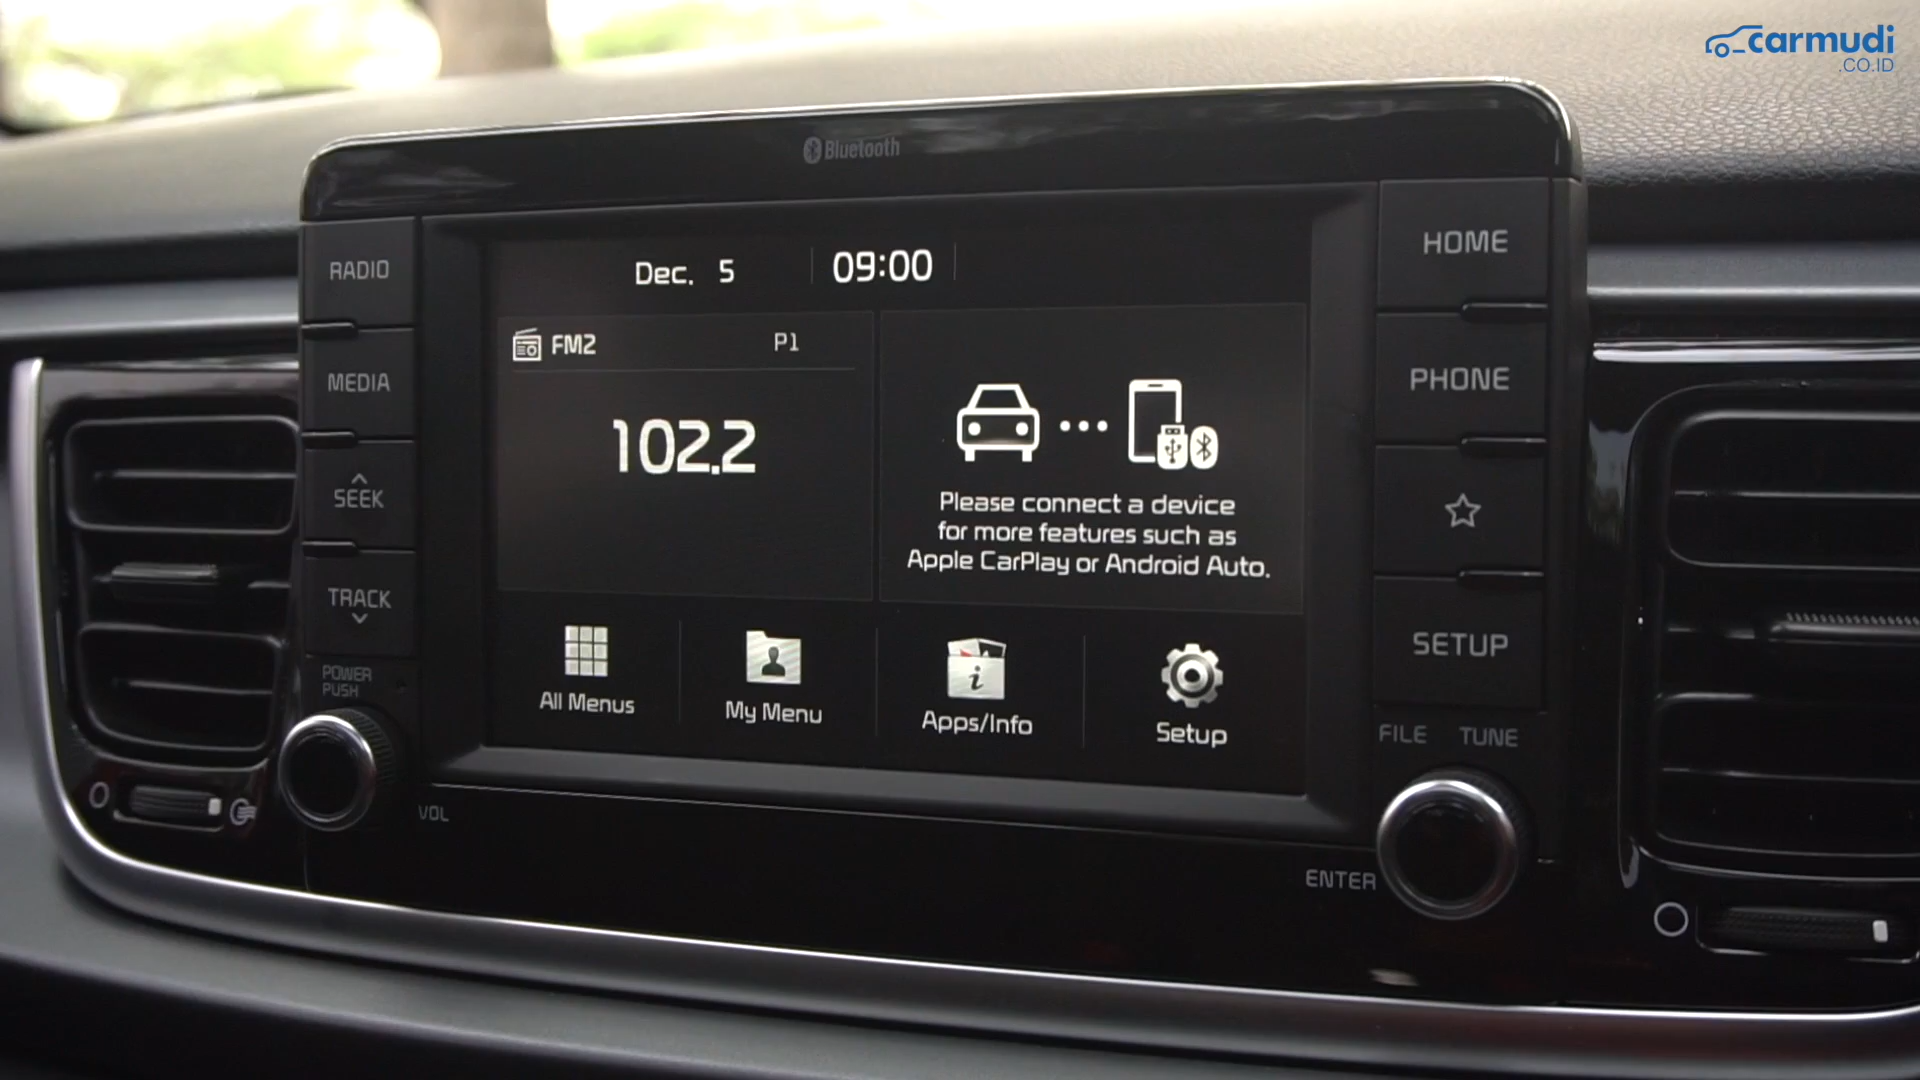 carmudi
.CO.ID
Bluetooth
RADIO
MEDIA
SEEK
TRACK
POWER
PUSH
VOL
Dec. 5
09:00
FM2
P1
102.2
Please connect a device
for more features such as
Apple CarPlay or Android Auto.
All Menus
My Menu
Apps/Info
Setup
HOME
PHONE
SETUP
FILE
TUNE
ENTER